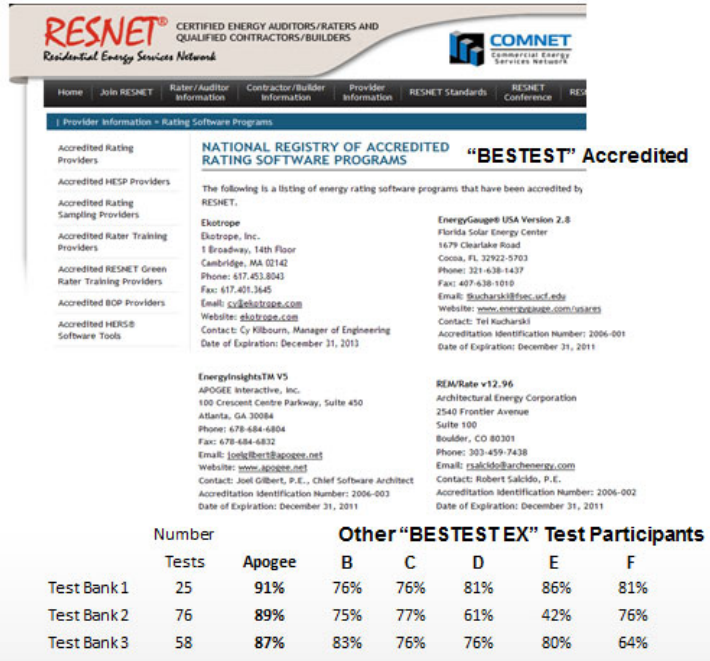 RESNET®
CERTIFIED ENERGY AUDITORS/RATERS AND
QUALIFIED CONTRACTORS/BUILDERS
Residential Energy Services Network
COMNET
Commercial Energy
Services Network
Home
Join RESNET
Rater/Auditor
Information
Contractor/Builder
Information
Provider
Information
RESNET Standards
RESNET
Conference
RES
| Provider Information » Rating Software Programs
Accredited Rating
Providers
Accredited HESP Providers
Accredited Rating
Sampling Providers
Accredited Rater Training
Providers
Accredited RESNET Green
Rater Training Providers
Accredited BOP Providers
Accredited HERS®
Software Tools
NATIONAL REGISTRY OF ACCREDITED
RATING SOFTWARE PROGRAMS
“BESTEST” Accredited
The following is a listing of energy rating software programs that have been accredited by
RESNET.
Ekotrope
Ekotrope, Inc.
1 Broadway, 14th Floor
Cambridge, MA 02142
Phone: 617.453.8043
Fax: 617.401.3645
Email: cy@ekotrope.com
Website: ekotrope.com
Contact: Cy Kilbourn, Manager of Engineering
Date of Expiration: December 31, 2013
EnergyGauge® USA Version 2.8
Florida Solar Energy Center
1679 Clearlake Road
Cocoa, FL 32922-5703
Phone: 321-638-1437
Fax: 407-638-1010
Email: tkucharski@fsec.ucf.edu
Website: www.energygauge.com/usares
Contact: Tei Kucharski
Accreditation Identification Number: 2006-001
Date of Expiration: December 31, 2011
EnergyInsightsTM V5
APOGEE Interactive, Inc.
100 Crescent Centre Parkway, Suite 450
Atlanta, GA 30084
Phone: 678-684-6804
Fax: 678-684-6832
Email: joelgilbert@apogee.net
Website: www.apogee.net
Contact: Joel Gilbert, P.E., Chief Software Architect
Accreditation Identification Number: 2006-003
Date of Expiration: December 31, 2011
REM/Rate v12.96
Architectural Energy Corporation
2540 Frontier Avenue
Suite 100
Boulder, CO 80301
Phone: 303-459-7438
Email: rsalcido@archenergy.com
Contact: Robert Salcido, P.E.
Accreditation Identification Number: 2006-002
Date of Expiration: December 31, 2011
Number Other “BESTEST EX” Test Participants
Tests Apogee B C D E F
Test Bank 1 25 91% 76% 76% 81% 86% 81%
Test Bank 2 76 89% 75% 77% 61% 42% 76%
Test Bank 3 58 87% 83% 76% 76% 80% 64%